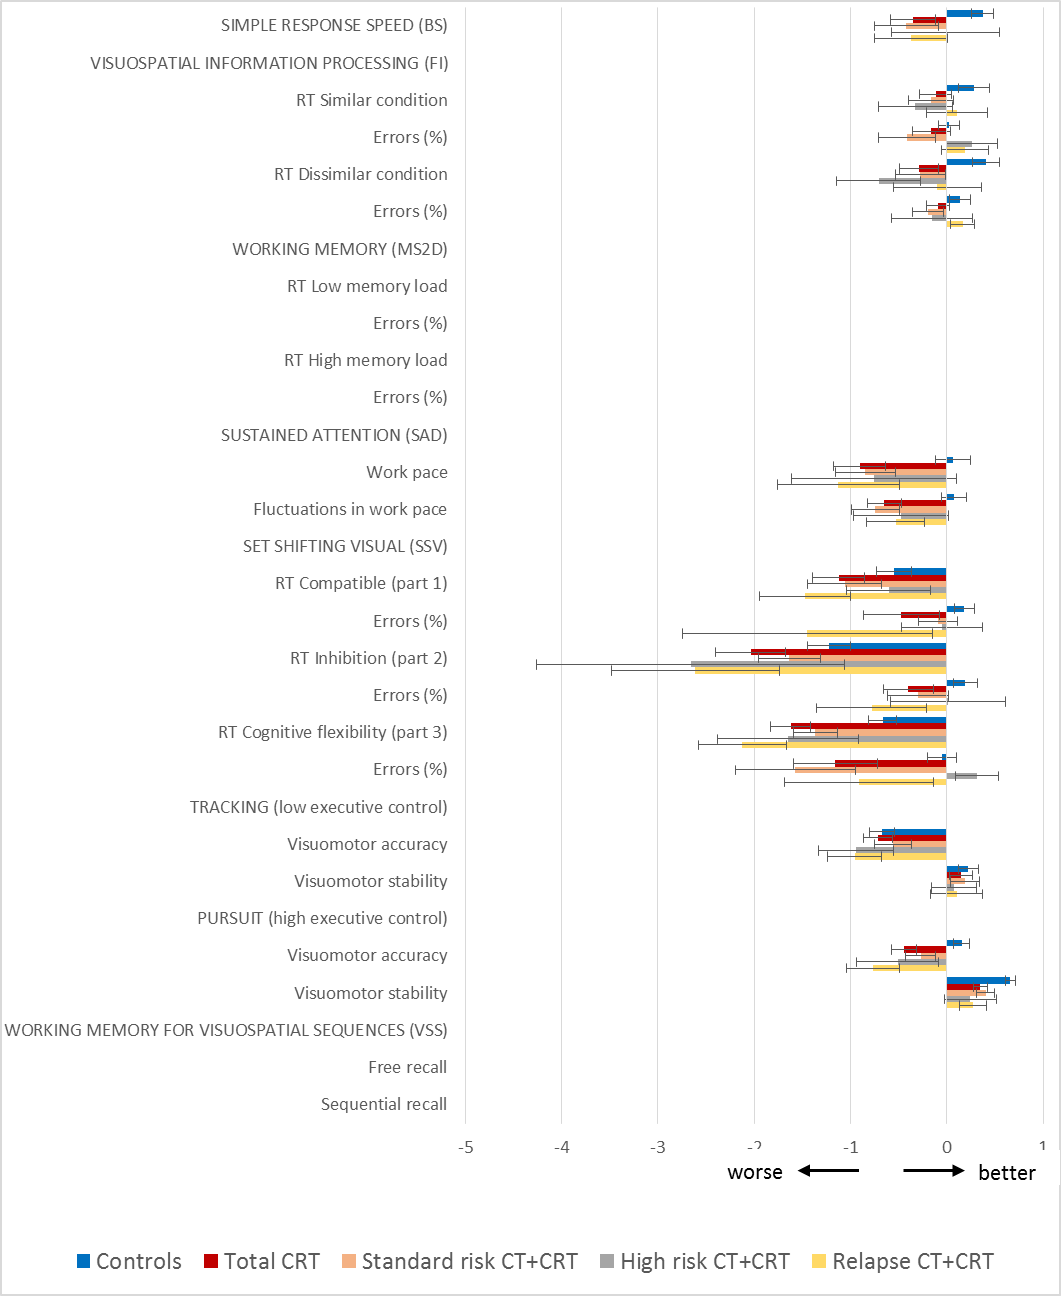 SIMPLE RESPONSE SPEED (BS)
VISUOSPATIAL INFORMATION PROCESSING (FI)
RT Similar condition
Errors (%)
RT Dissimilar condition
Errors (%)
WORKING MEMORY (MS2D)
RT Low memory load
Errors (%)
RT High memory load
Errors (%)
SUSTAINED ATTENTION (SAD)
Work pace
Fluctuations in work pace
SET SHIFTING VISUAL (SSV)
RT Compatible (part 1)
Errors (%)
RT Inhibition (part 2)
Errors (%)
RT Cognitive flexibility (part 3)
Errors (%)
TRACKING (low executive control)
Visuomotor accuracy
Visuomotor stability
PURSUIT (high executive control)
Visuomotor accuracy
Visuomotor stability
WORKING MEMORY FOR VISUOSPATIAL SEQUENCES (VSS)
Free recall
Sequential recall
-5 -4 -3 -2 -1 0 1
worse better
Controls Total CRT Standard risk CT+CRT High risk CT+CRT Relapse CT+CRT